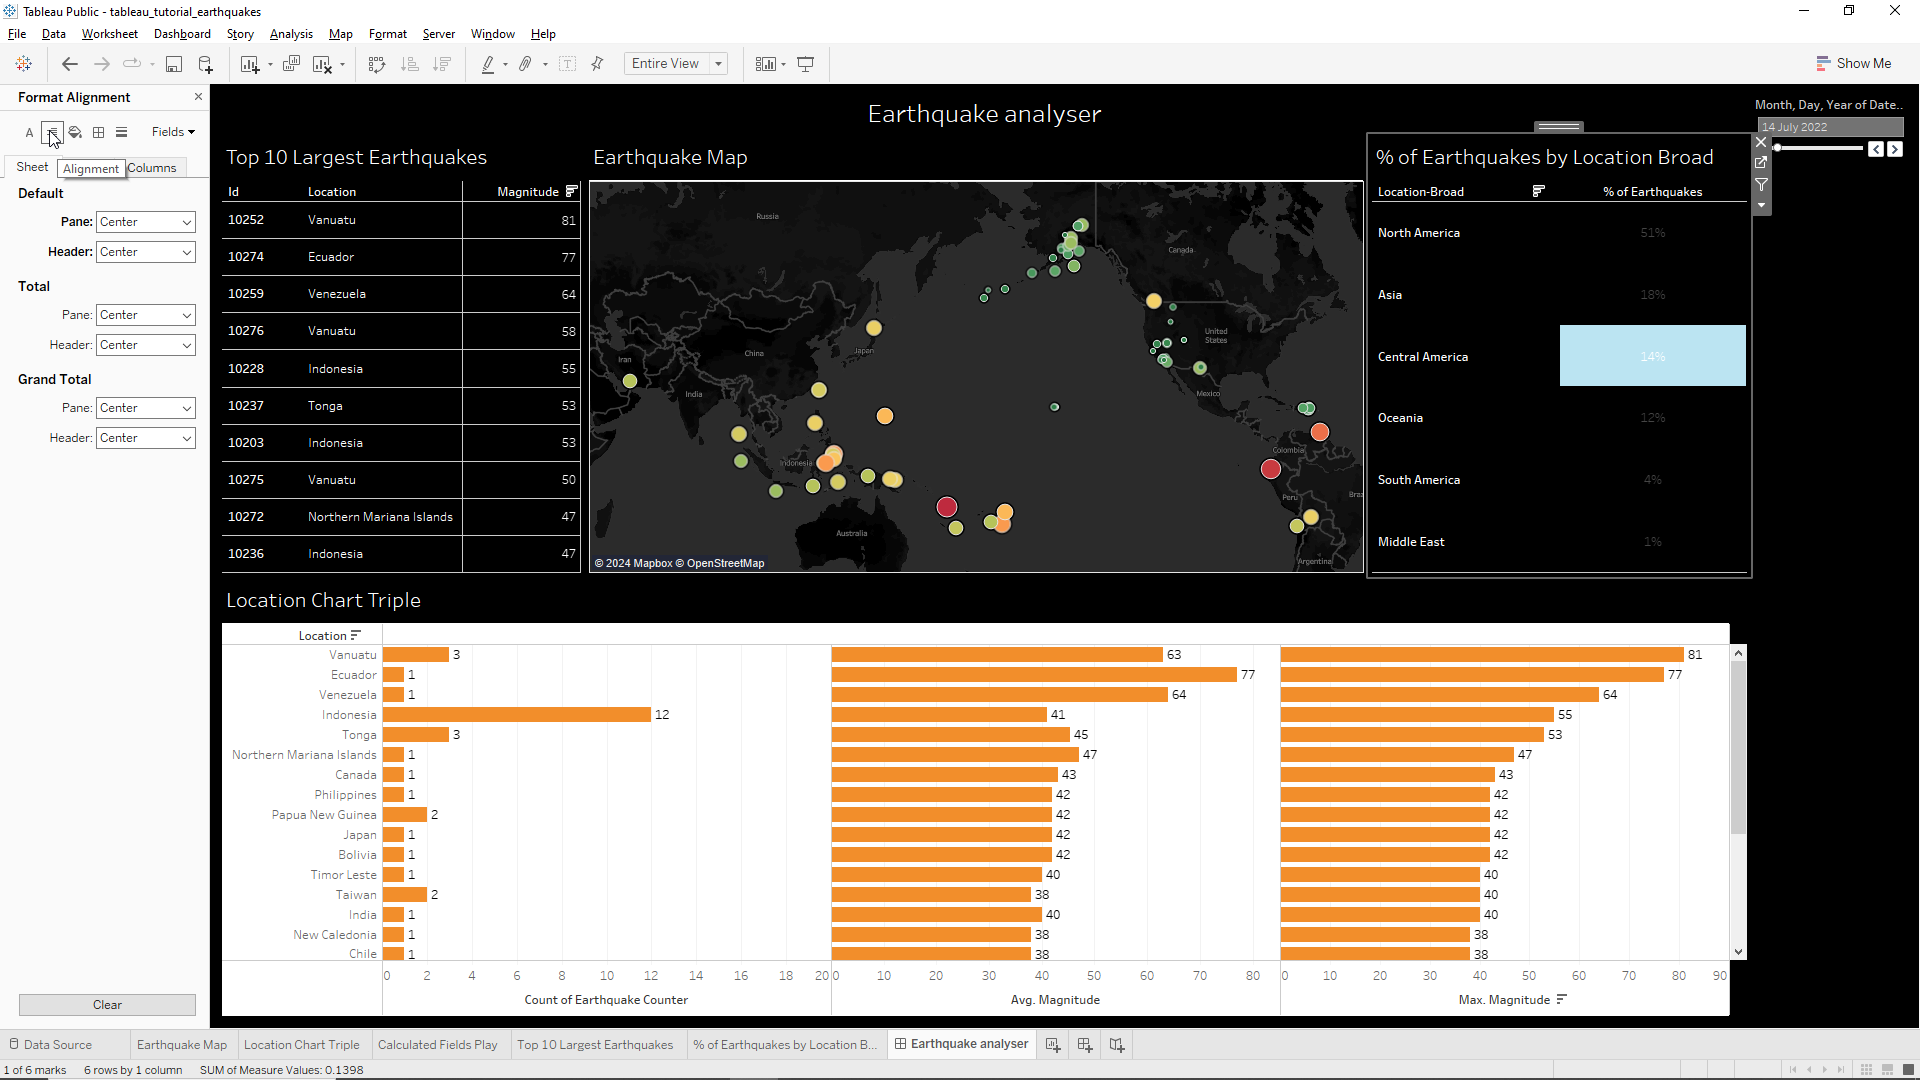 Tableau Public - tableau_tutorial_earthquakes
File Data Worksheet Dashboard Story Analysis Map Format Server Window Help
Entire View
Show Me
Format Alignment
A
Fields
Sheet
Columns
Alignment
Default
Pane: Center
Header: Center
Total
Pane: Center
Header: Center
Grand Total
Pane: Center
Header: Center
Clear
Earthquake analyser
Month, Day, Year of Date..
14 July 2022
Top 10 Largest Earthquakes
Id Location Magnitude
10252 Vanuatu 81
10274 Ecuador 77
10259 Venezuela 64
10276 Vanuatu 58
10228 Indonesia 55
10237 Tonga 53
10203 Indonesia 53
10275 Vanuatu 50
10272 Northern Mariana Islands 47
10236 Indonesia 47
Earthquake Map
Russia
Canada
United
States
Iran
China
Japan
India
Mexico
Indonesia
Colombia
Peru
Braz
Australia
Argentina
© 2024 Mapbox © OpenStreetMap
% of Earthquakes by Location Broad
Location-Broad % of Earthquakes
North America 51%
Asia 18%
Central America 14%
Oceania 12%
South America 4%
Middle East 1%
Location Chart Triple
Location
Vanuatu 3 63 81
Ecuador 1 77 77
Venezuela 1 64 64
Indonesia 12 41 55
Tonga 3 45 53
Northern Mariana Islands 1 47 47
Canada 1 43 43
Philippines 1 42 42
Papua New Guinea 2 42 42
Japan 1 42 42
Bolivia 1 42 42
Timor Leste 1 40 40
Taiwan 2 38 40
India 1 40 40
New Caledonia 1 38 38
Chile 1 38 38
0 2 4 6 8 10 12 14 16 18 20 0 10 20 30 40 50 60 70 80 0 10 20 30 40 50 60 70 80 90
Count of Earthquake Counter Avg. Magnitude Max. Magnitude
Data Source Earthquake Map Location Chart Triple Calculated Fields Play Top 10 Largest Earthquakes % of Earthquakes by Location B... Earthquake analyser
1 of 6 marks 6 rows by 1 column SUM of Measure Values: 0.1398